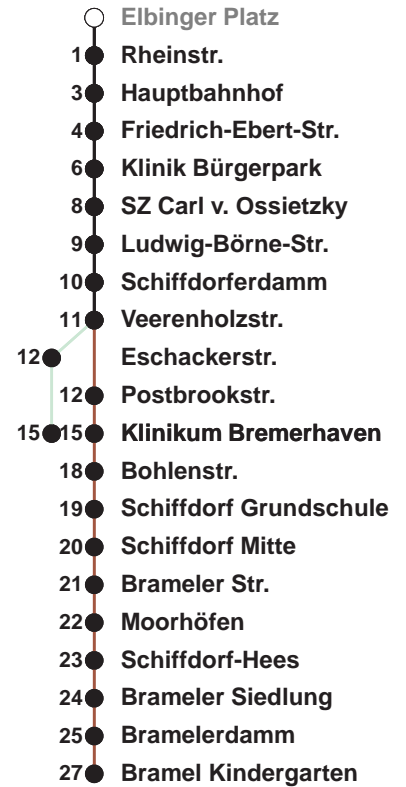 Elbinger Platz
1 Rheinstr.
3 Hauptbahnhof
4 Friedrich-Ebert-Str.
6 Klinik Bürgerpark
8 SZ Carl v. Ossietzky
9 Ludwig-Börne-Str.
10 Schiffdorferdamm
11 Veerenholzstr.
12 Eschackerstr.
12 Postbrookstr.
15 15 Klinikum Bremerhaven
18 Bohlenstr.
19 Schiffdorf Grundschule
20 Schiffdorf Mitte
21 Brameler Str.
22 Moorhöfen
23 Schiffdorf-Hees
24 Brameler Siedlung
25 Bramelerdamm
27 Bramel Kindergarten